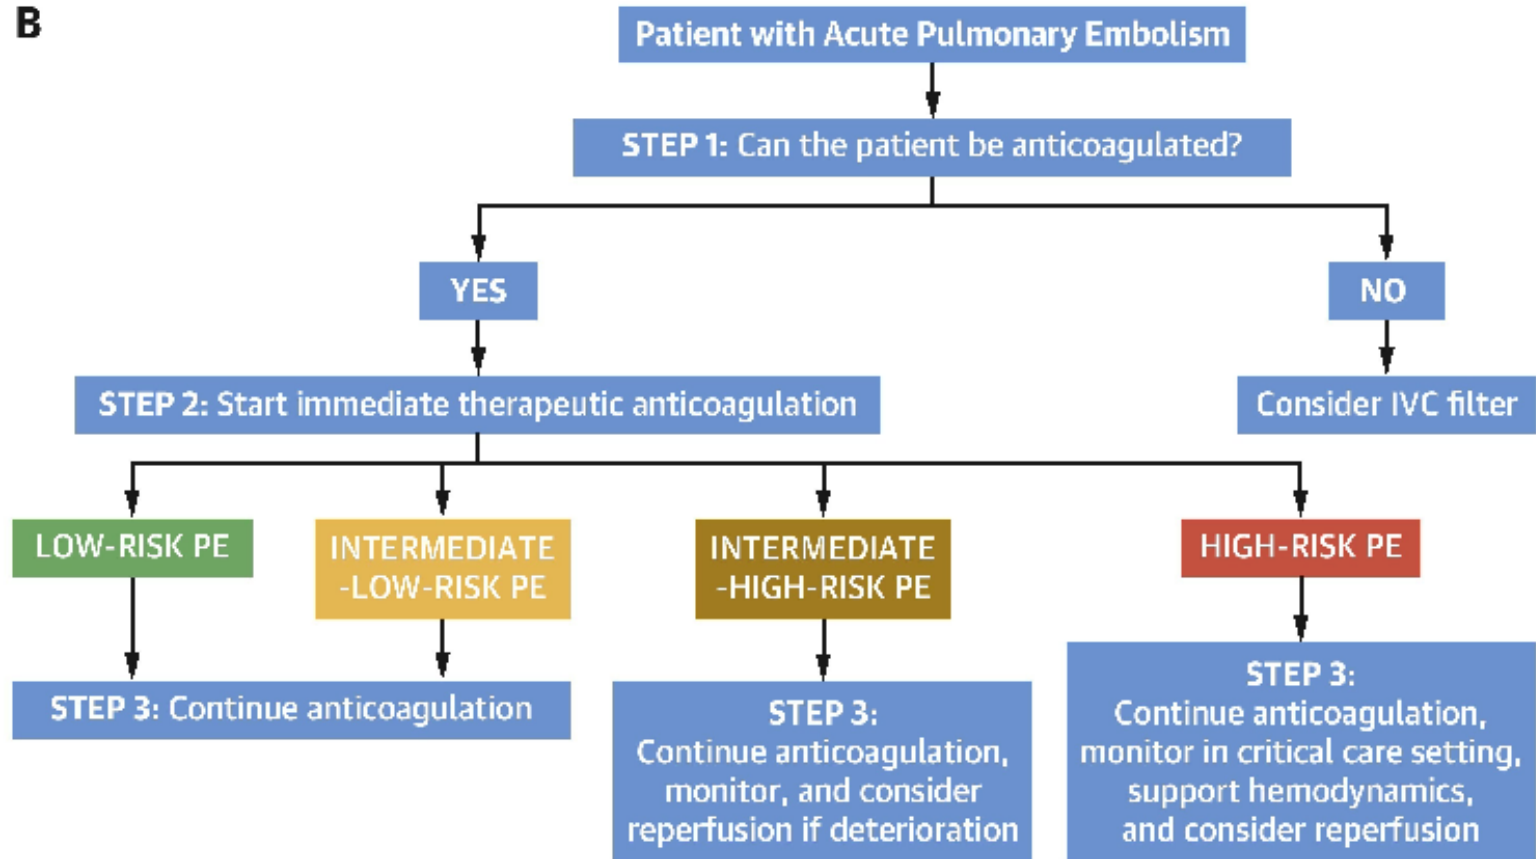 B
Patient with Acute Pulmonary Embolism
STEP 1: Can the patient be anticoagulated?
YES
NO
STEP 2: Start immediate therapeutic anticoagulation
Consider IVC filter
LOW-RISK PE
INTERMEDIATE
-LOW-RISK PE
INTERMEDIATE
-HIGH-RISK PE
HIGH-RISK PE
STEP 3: Continue anticoagulation
STEP 3:
Continue anticoagulation,
monitor, and consider
reperfusion if deterioration
STEP 3:
Continue anticoagulation,
monitor in critical care setting,
support hemodynamics,
and consider reperfusion